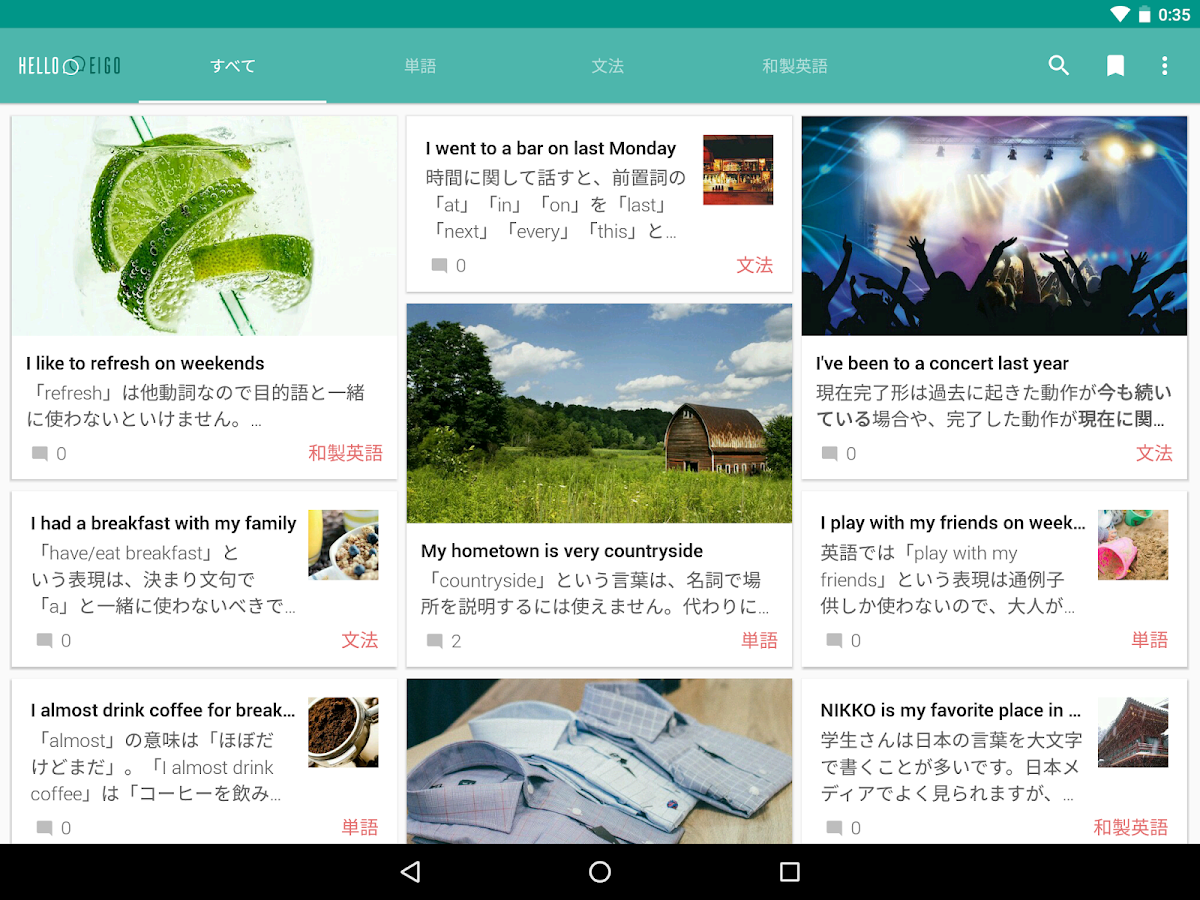 0:35
HELLO EIGO
すべて
単語
文法
和製英語
I like to refresh on weekends
「refresh」は他動詞なので目的語と一緒
に使わないといけません。...
0
和製英語
I had a breakfast with my family
「have/eat breakfast」と
いう表現は、決まり文句で
「a」と一緒に使わないべきで...
0
文法
I almost drink coffee for break...
「almost」の意味は「ほぼだ
けどまだ」。「I almost drink
coffee」は「コーヒーを飲み...
0
単語
I went to a bar on last Monday
時間に関して話すと、前置詞の
「at」「in」「on」を「last」
「next」「every」「this」と...
0
文法
My hometown is very countryside
「countryside」という言葉は、名詞で場
所を説明するには使えません。代わりに...
2
単語
I've been to a concert last year
現在完了形は過去に起きた動作が今も続い
ている場合や、完了した動作が現在に関...
0
文法
I play with my friends on week...
英語では「play with my
friends」という表現は通例子
供しか使わないので、大人が...
0
単語
NIKKO is my favorite place in ...
学生さんは日本の言葉を大文字
で書くことが多いです。日本メ
ディアでよく見られますが、...
0
和製英語